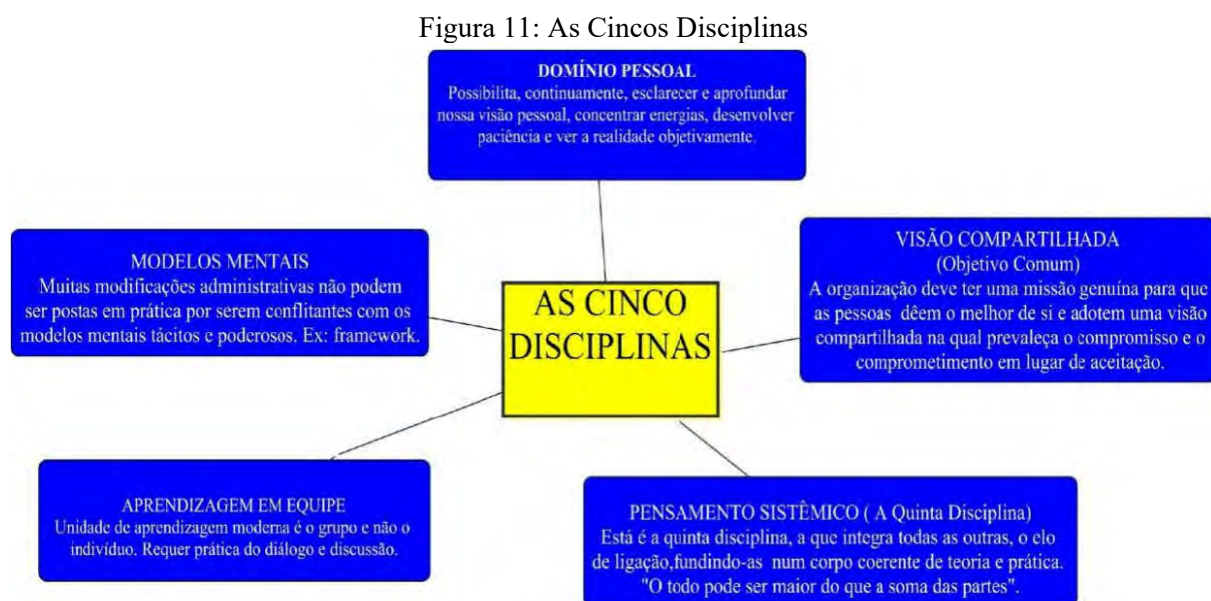 Figura 11: As Cincos Disciplinas
DOMÍNIO PESSOAL
Possibilita, continuamente, esclarecer e aprofundar
nossa visão pessoal, concentrar energias, desenvolver
paciência e ver a realidade objetivamente.
MODELOS MENTAIS
Muitas modificações administrativas não podem
ser postas em prática por serem conflitantes com os
modelos mentais tácitos e poderosos. Ex: framework.
AS CINCO
DISCIPLINAS
VISÃO COMPARTILHADA
(Objetivo Comum)
A organização deve ter uma missão genuína para que
as pessoas dêem o melhor de si e adotem uma visão
compartilhada na qual prevaleça o compromisso e o
comprometimento em lugar de aceitação.
APRENDIZAGEM EM EQUIPE
Unidade de aprendizagem moderna é o grupo e não o
indivíduo. Requer prática do diálogo e discussão.
PENSAMENTO SISTÊMICO ( A Quinta Disciplina)
Está é a quinta disciplina, a que integra todas as outras, o elo
de ligação,fundindo-as num corpo coerente de teoria e prática.
"O todo pode ser maior do que a soma das partes".